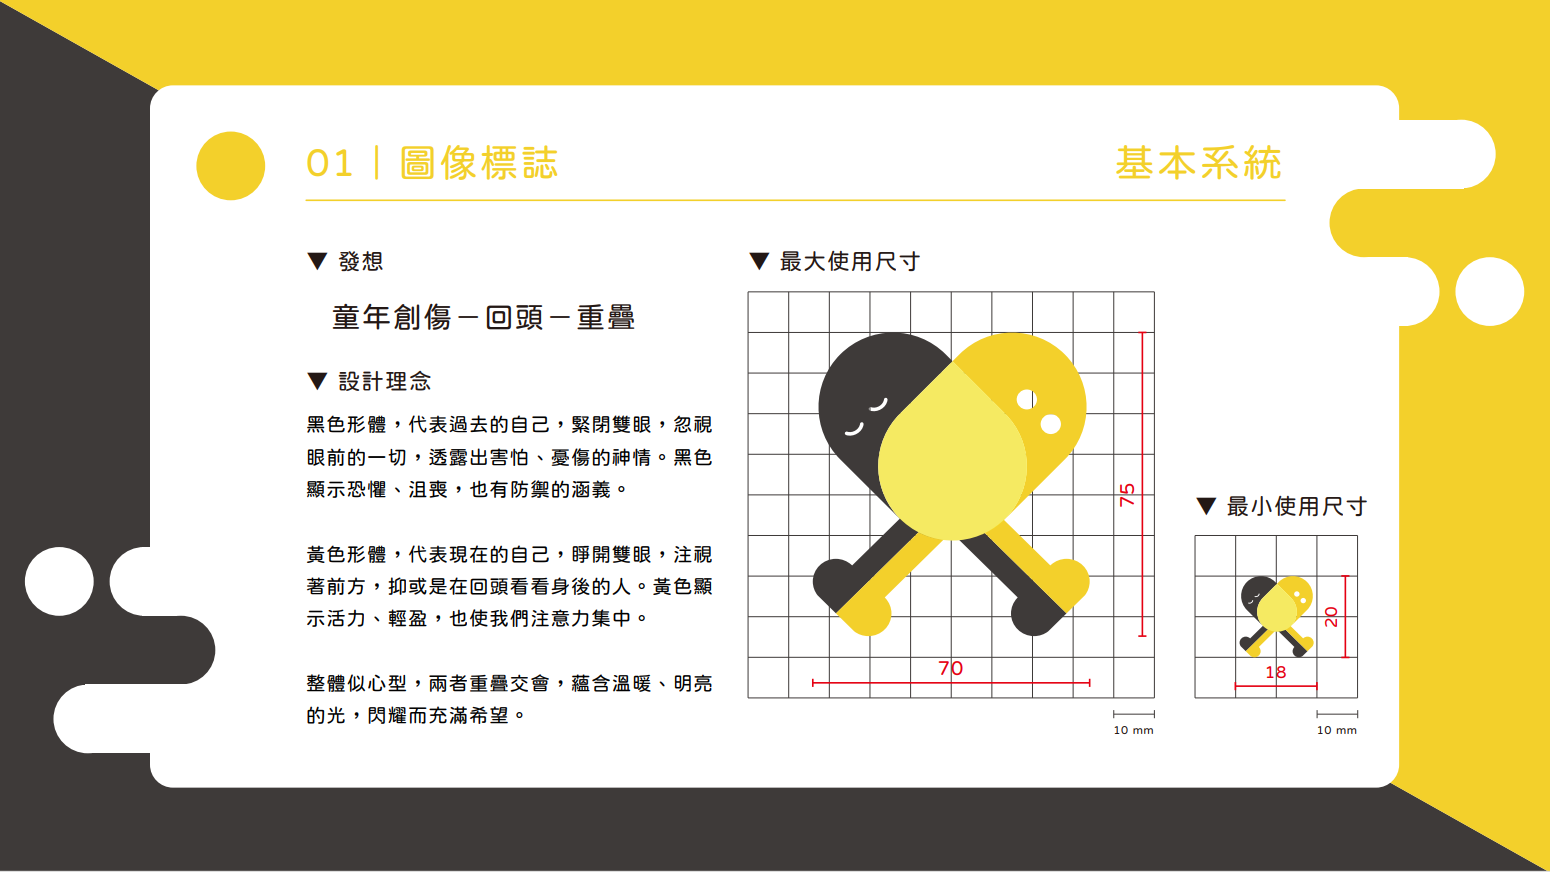 01｜圖像標誌
基本系統
▼ 發想
童年創傷－回頭－重疊
▼ 設計理念
黑色形體，代表過去的自己，緊閉雙眼，忽視
眼前的一切，透露出害怕、憂傷的神情。黑色
顯示恐懼、沮喪，也有防禦的涵義。
黃色形體，代表現在的自己，睜開雙眼，注視
著前方，抑或是在回頭看看身後的人。黃色顯
示活力、輕盈，也使我們注意力集中。
整體似心型，兩者重疊交會，蘊含溫暖、明亮
的光，閃耀而充滿希望。
▼ 最大使用尺寸
75
70
10 mm
▼ 最小使用尺寸
20
18
10 mm